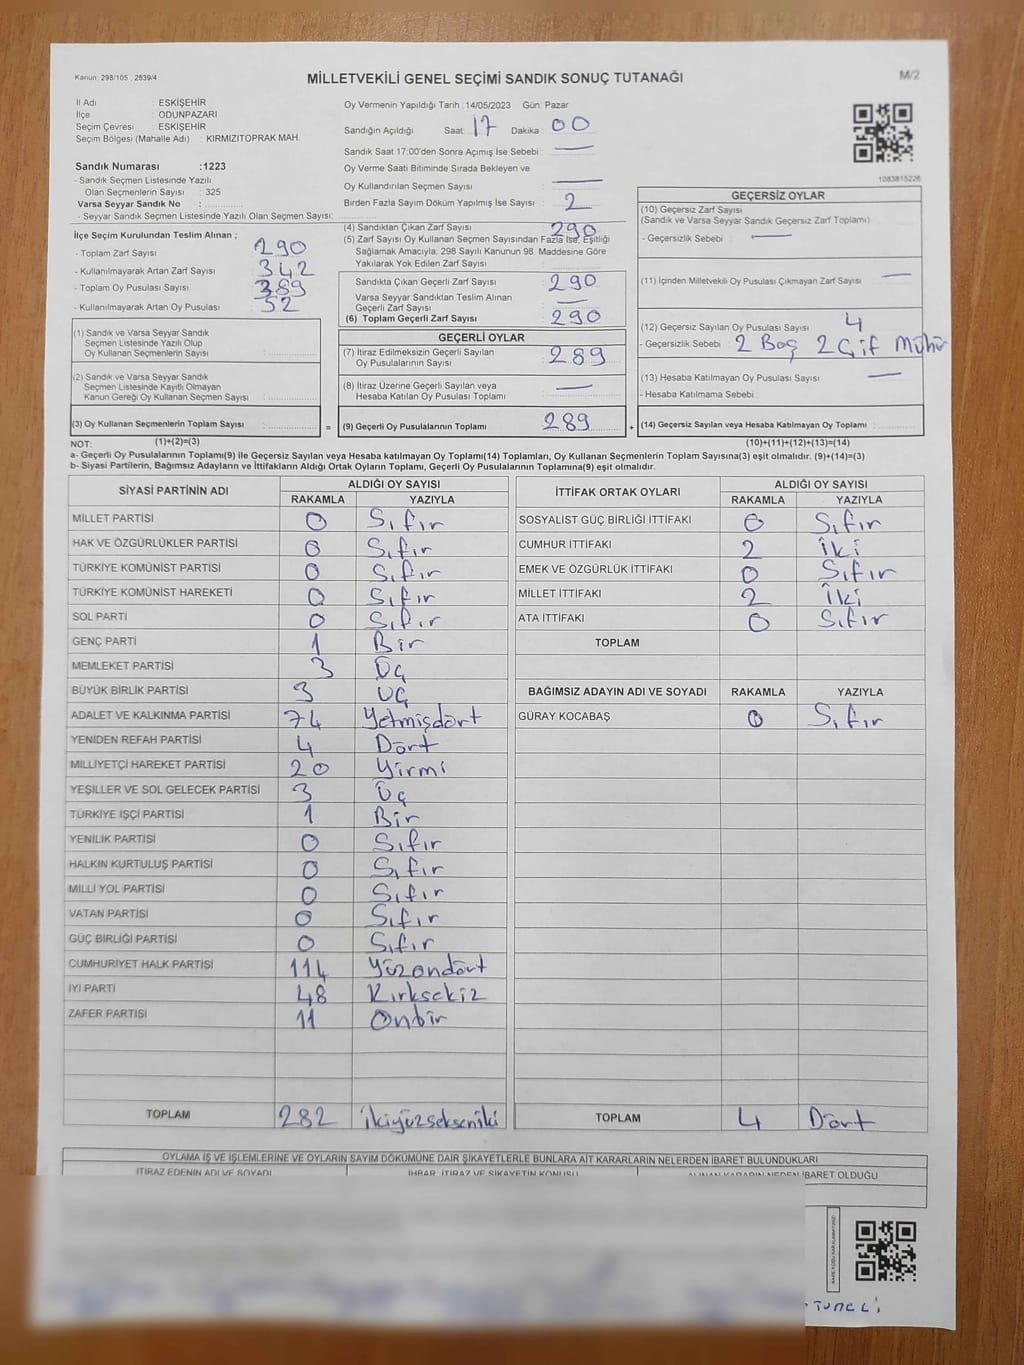 Kanun: 298/105 , 2839/4
MİLLETVEKİLİ GENEL SEÇİMİ SANDIK SONUÇ TUTANAĞI
M/2
İl Adı : ESKİŞEHİR
İlçe : ODUNPAZARI
Seçim Çevresi : ESKİŞEHİR
Seçim Bölgesi (Mahalle Adı) : KIRMIZITOPRAK MAH.
Sandık Numarası :1223
- Sandık Seçmen Listesinde Yazılı
Olan Seçmenlerin Sayısı : 325
Varsa Seyyar Sandık No :
- Seyyar Sandık Seçmen Listesinde Yazılı Olan Seçmen Sayısı:
Oy Vermenin Yapıldığı Tarih : 14/05/2023 Gün: Pazar
Sandığın Açıldığı Saat: 17 Dakika : 00
Sandık Saat 17:00'den Sonra Açımış İse Sebebi : —
Oy Verme Saati Bitiminde Sırada Bekleyen ve
Oy Kullandırılan Seçmen Sayısı : —
Birden Fazla Sayım Döküm Yapılmış İse Sayısı : 2
1083815226
İlçe Seçim Kurulundan Teslim Alınan ;
- Toplam Zarf Sayısı : 290
- Kullanılmayarak Artan Zarf Sayısı : 342
- Toplam Oy Pusulası Sayısı : 389
- Kullanılmayarak Artan Oy Pusulası : 52
(4) Sandıktan Çıkan Zarf Sayısı : 290
(5) Zarf Sayısı Oy Kullanan Seçmen Sayısından Fazla İse, Eşitliği
Sağlamak Amacıyla; 298 Sayılı Kanunun 98. Maddesine Göre
Yakılarak Yok Edilen Zarf Sayısı :
Sandıkta Çıkan Geçerli Zarf Sayısı : 290
Varsa Seyyar Sandıktan Teslim Alınan
Geçerli Zarf Sayısı : —
(6) Toplam Geçerli Zarf Sayısı : 290
GEÇERSİZ OYLAR
(10) Geçersiz Zarf Sayısı
(Sandık ve Varsa Seyyar Sandık Geçersiz Zarf Toplamı)
- Geçersizlik Sebebi : —
(11) İçinden Milletvekili Oy Pusulası Çıkmayan Zarf Sayısı : —
(12) Geçersiz Sayılan Oy Pusulası Sayısı : 4
- Geçersizlik Sebebi : 2 Boş 2 Çif Mühür
(13) Hesaba Katılmayan Oy Pusulası Sayısı : —
- Hesaba Katılmama Sebebi :
(14) Geçersiz Sayılan veya Hesaba Katılmayan Oy Toplamı :
(1) Sandık ve Varsa Seyyar Sandık
Seçmen Listesinde Yazılı Olup
Oy Kullanan Seçmenlerin Sayısı :
(2) Sandık ve Varsa Seyyar Sandık
Seçmen Listesinde Kayıtlı Olmayan
Kanun Gereği Oy Kullanan Seçmen Sayısı :
(3) Oy Kullanan Seçmenlerin Toplam Sayısı :
GEÇERLİ OYLAR
(7) İtiraz Edilmeksizin Geçerli Sayılan
Oy Pusulalarının Sayısı : 289
(8) İtiraz Üzerine Geçerli Sayılan veya
Hesaba Katılan Oy Pusulası Toplamı : —
= (9) Geçerli Oy Pusulalarının Toplamı : 289 +
NOT: (1)+(2)=(3) (10)+(11)+(12)+(13)=(14)
a- Geçerli Oy Pusulalarının Toplamı(9) ile Geçersiz Sayılan veya Hesaba katılmayan Oy Toplamı(14) Toplamları, Oy Kullanan Seçmenlerin Toplam Sayısına(3) eşit olmalıdır. (9)+(14)=(3)
b- Siyasi Partilerin, Bağımsız Adayların ve İttifakların Aldığı Ortak Oyların Toplamı, Geçerli Oy Pusulalarının Toplamına(9) eşit olmalıdır.
SİYASİ PARTİNİN ADI ALDIĞI OY SAYISI
RAKAMLA YAZIYLA
MİLLET PARTİSİ 0 Sıfır
HAK VE ÖZGÜRLÜKLER PARTİSİ 0 Sıfır
TÜRKİYE KOMÜNİST PARTİSİ 0 Sıfır
TÜRKİYE KOMÜNİST HAREKETİ 0 Sıfır
SOL PARTİ 0 Sıfır
GENÇ PARTİ 1 Bir
MEMLEKET PARTİSİ 3 Üç
BÜYÜK BİRLİK PARTİSİ 3 Üç
ADALET VE KALKINMA PARTİSİ 74 Yetmişdört
YENİDEN REFAH PARTİSİ 4 Dört
MİLLİYETÇİ HAREKET PARTİSİ 20 Yirmi
YEŞİLLER VE SOL GELECEK PARTİSİ 3 Üç
TÜRKİYE İŞÇİ PARTİSİ 1 Bir
YENİLİK PARTİSİ 0 Sıfır
HALKIN KURTULUŞ PARTİSİ 0 Sıfır
MİLLİ YOL PARTİSİ 0 Sıfır
VATAN PARTİSİ 0 Sıfır
GÜÇ BİRLİĞİ PARTİSİ 0 Sıfır
CUMHURİYET HALK PARTİSİ 114 Yüzondört
İYİ PARTİ 48 Kırksekiz
ZAFER PARTİSİ 11 Onbir
TOPLAM 282 ikiyüzsekseniki
İTTİFAK ORTAK OYLARI ALDIĞI OY SAYISI
RAKAMLA YAZIYLA
SOSYALİST GÜÇ BİRLİĞİ İTTİFAKI 0 Sıfır
CUMHUR İTTİFAKI 2 İki
EMEK VE ÖZGÜRLÜK İTTİFAKI 0 Sıfır
MİLLET İTTİFAKI 2 İki
ATA İTTİFAKI 0 Sıfır
TOPLAM
BAĞIMSIZ ADAYIN ADI VE SOYADI RAKAMLA YAZIYLA
GÜRAY KOCABAŞ 0 Sıfır
TOPLAM 4 Dört
OYLAMA İŞ VE İŞLEMLERİNE VE OYLARIN SAYIM DÖKÜMÜNE DAİR ŞİKAYETLERLE BUNLARA AİT KARARLARIN NELERDEN İBARET BULUNDUKLARI
İTİRAZ EDENİN ADI VE SOYADI İHBAR, İTİRAZ VE ŞİKAYETİN KONUSU ALINAN KARARIN NEDEN İBARET OLDUĞU